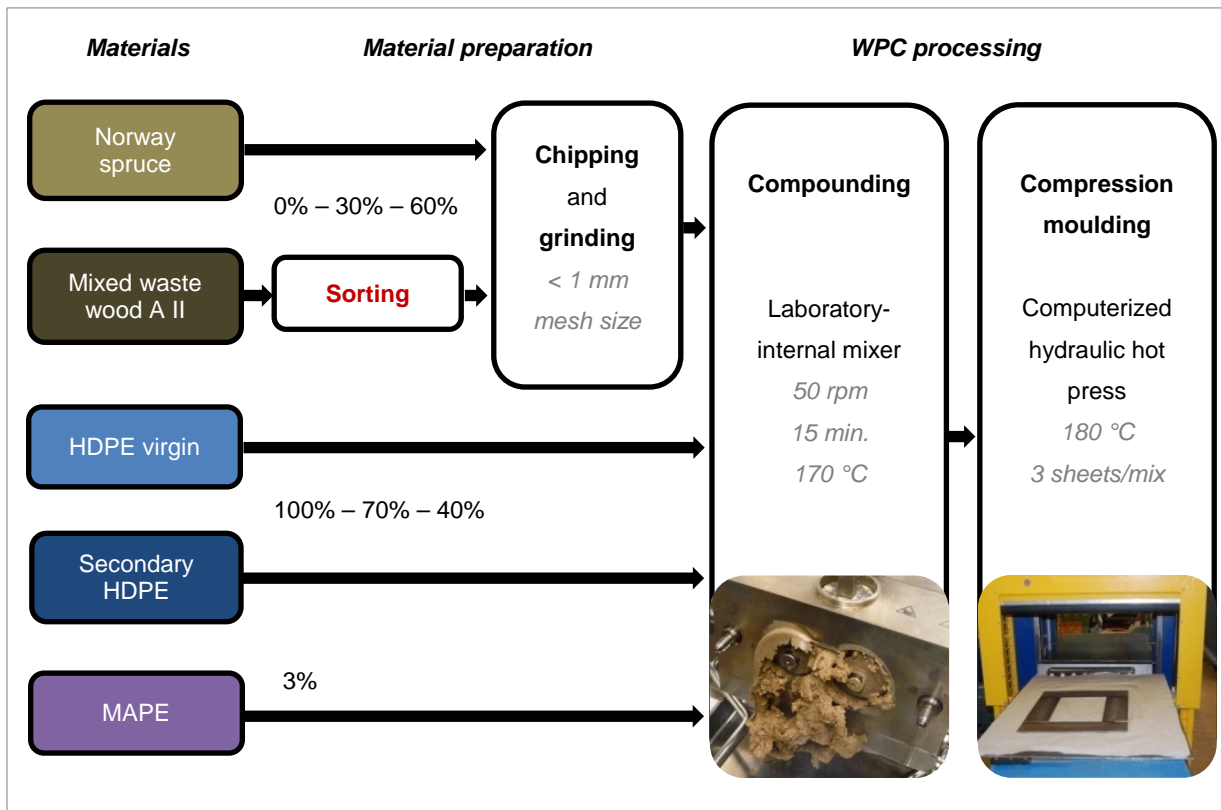 Materials
Material preparation
WPC processing
Norway
spruce
0% – 30% – 60%
Mixed waste
wood A II
Sorting
Chipping
and
grinding
< 1 mm
mesh size
HDPE virgin
100% – 70% – 40%
Secondary
HDPE
MAPE
3%
Compounding
Laboratory-
internal mixer
50 rpm
15 min.
170 °C
Compression
moulding
Computerized
hydraulic hot
press
180 °C
3 sheets/mix